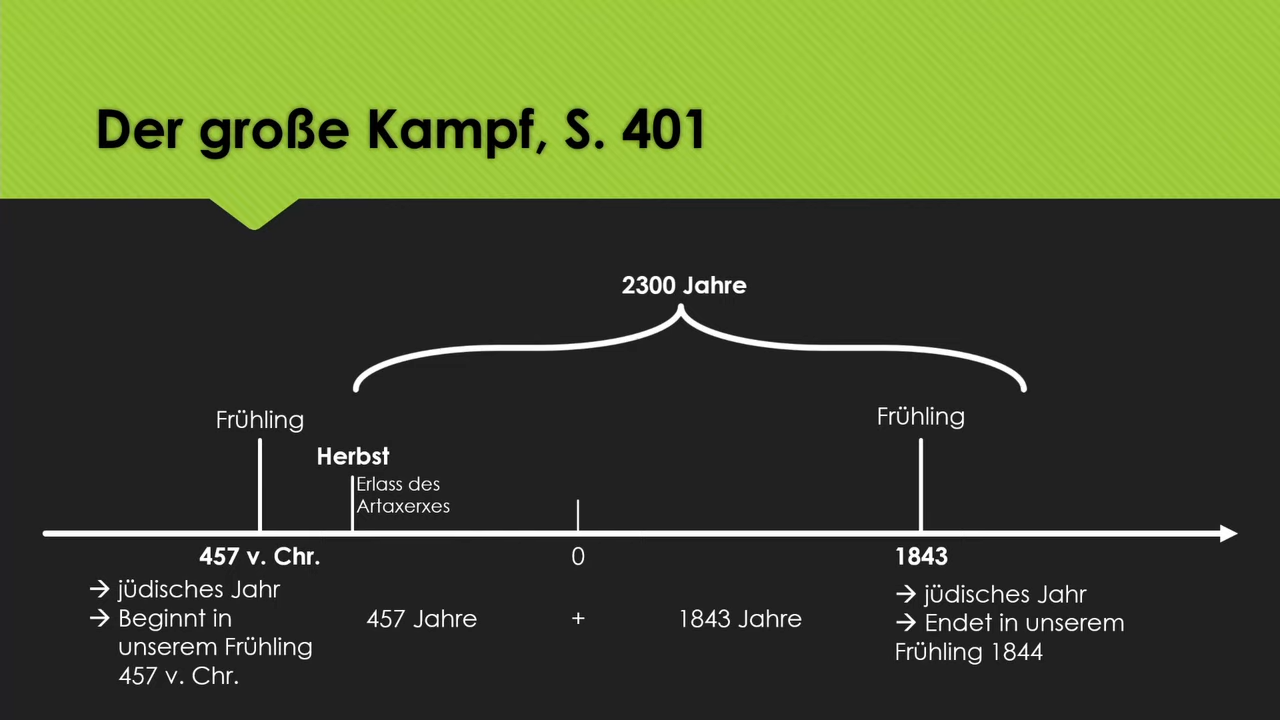 Der große Kampf, S. 401
2300 Jahre
Frühling
Frühling
Herbst
Erlass des
Artaxerxes
457 v. Chr.
0
1843
→ jüdisches Jahr
→ Beginnt in
unserem Frühling
457 v. Chr.
457 Jahre + 1843 Jahre
→ jüdisches Jahr
→ Endet in unserem
Frühling 1844